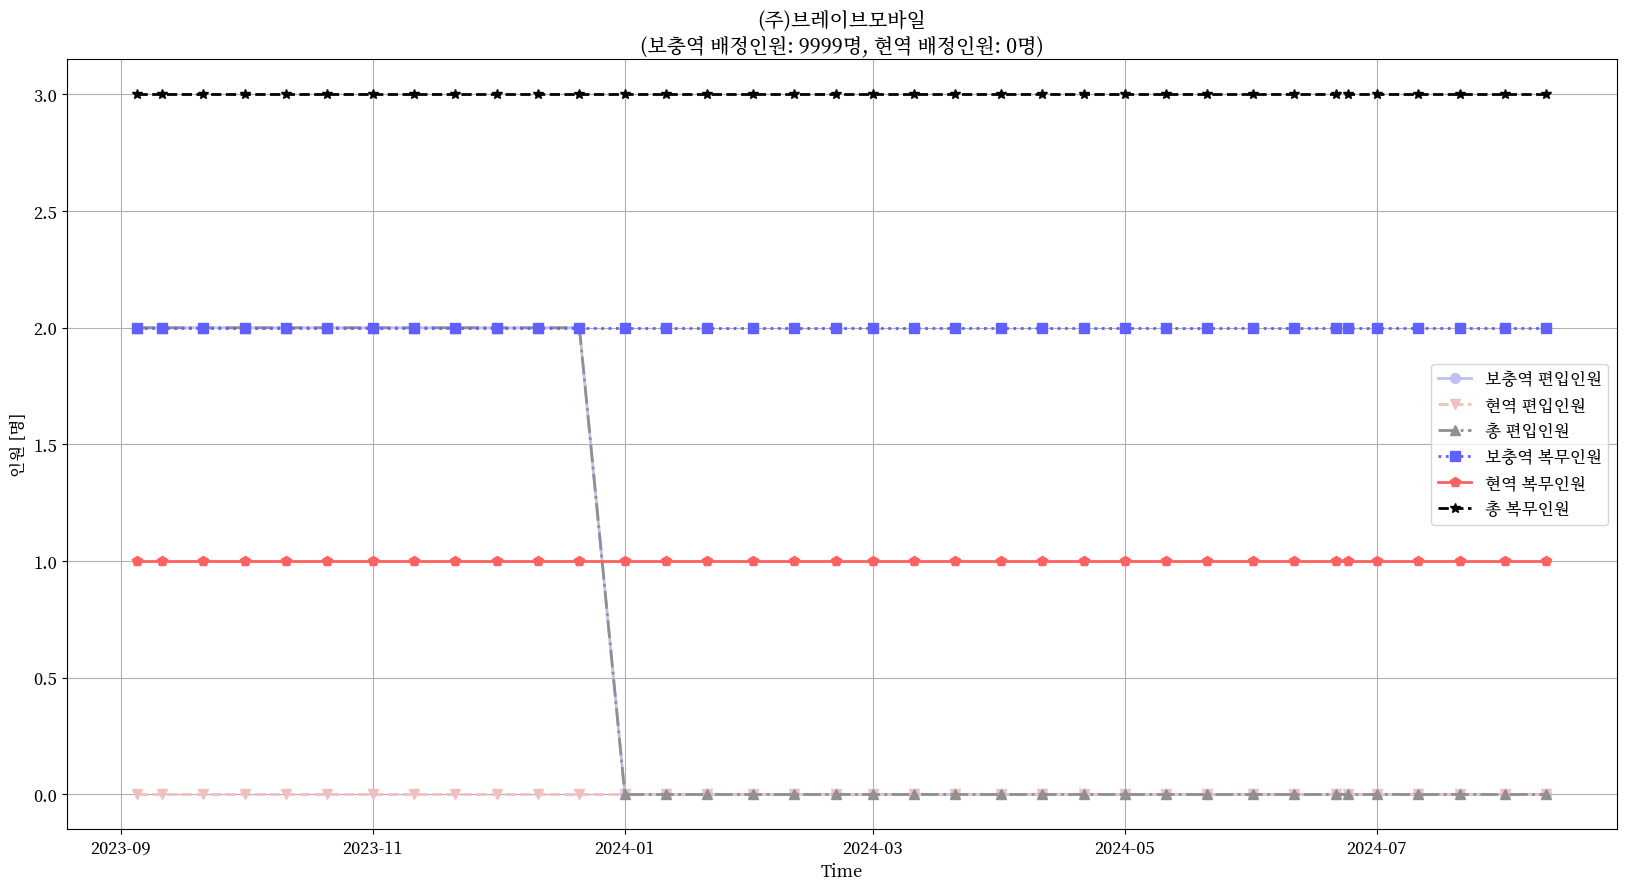 (주)브레이브모바일
(보충역 배정인원: 9999명, 현역 배정인원: 0명)
인원 [명]
3.0
2.5
2.0
1.5
1.0
0.5
0.0
보충역 편입인원
현역 편입인원
총 편입인원
보충역 복무인원
현역 복무인원
총 복무인원
2023-09
2023-11
2024-01
2024-03
2024-05
2024-07
Time